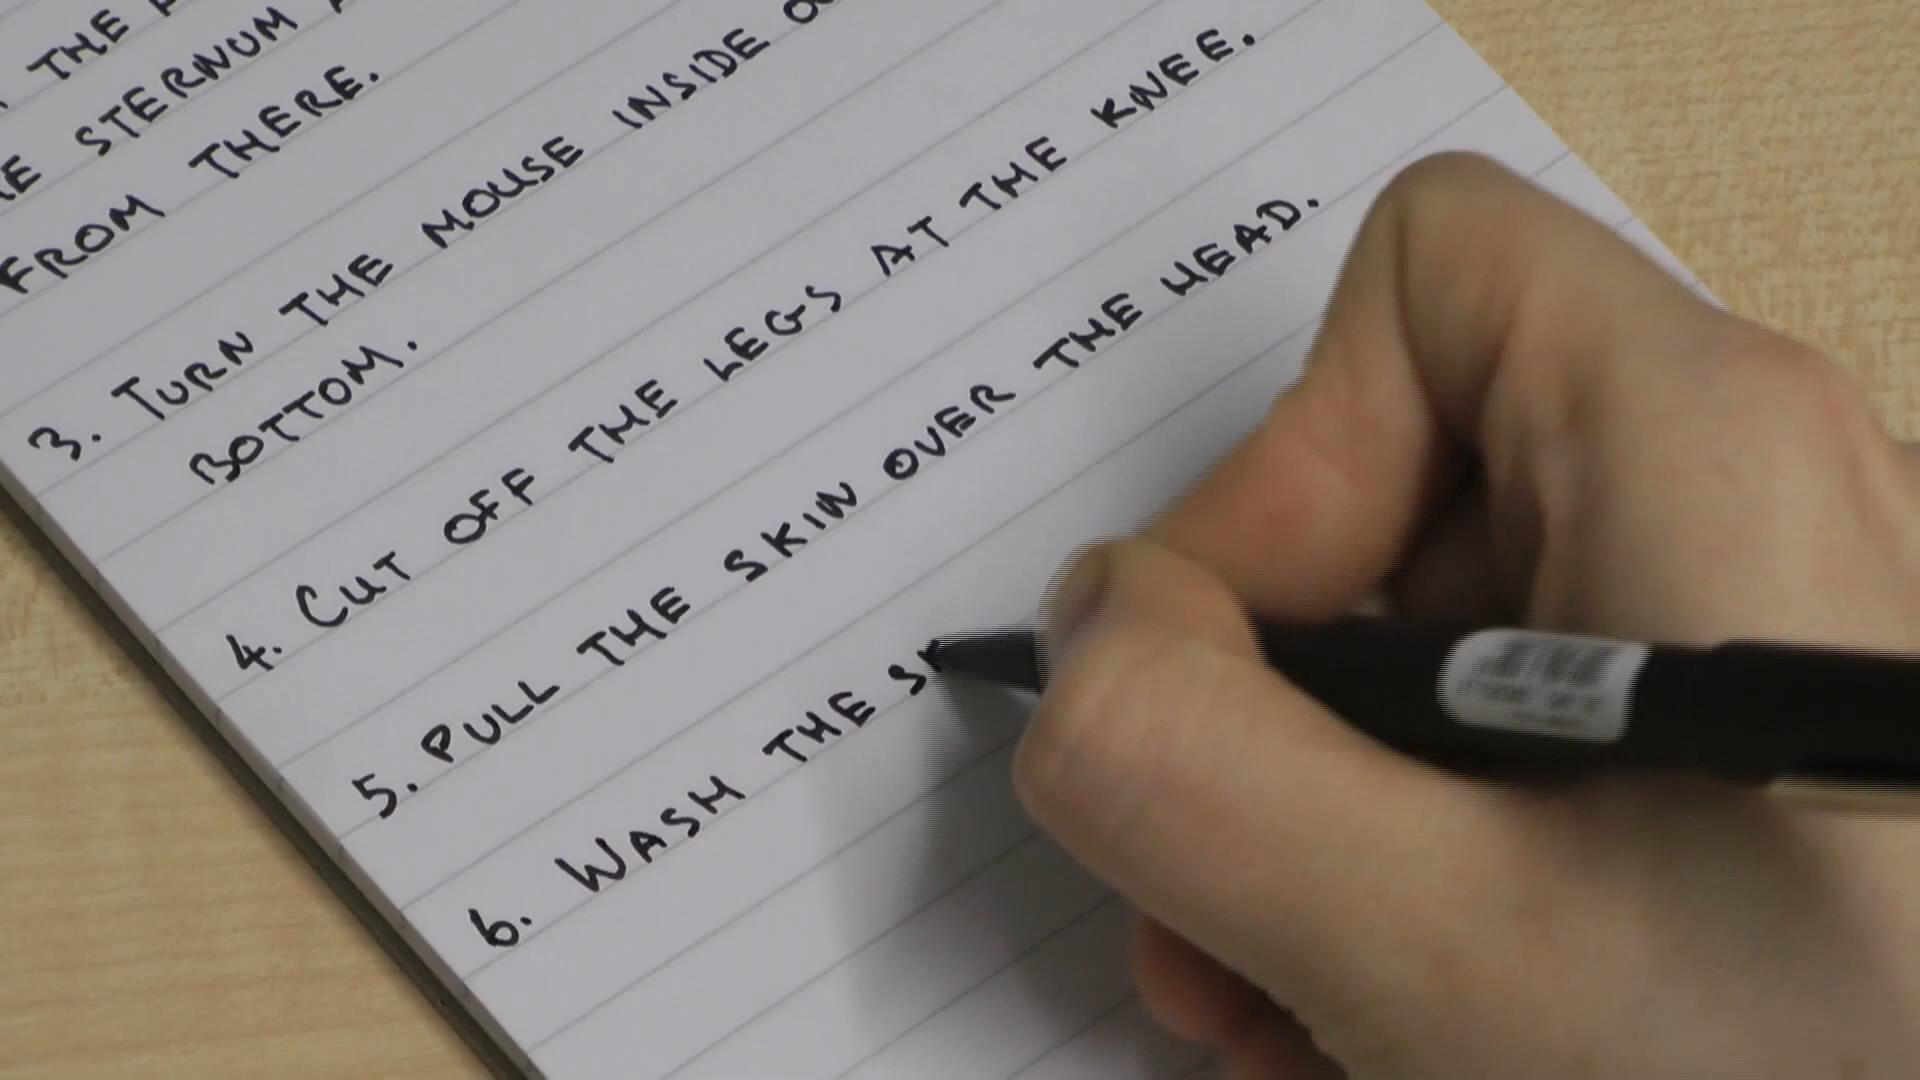 THE
STERNUM
FROM THERE.
3. TURN THE MOUSE INSIDE
BOTTOM.
4. CUT OFF THE LEGS AT THE KNEE.
5. PULL THE SKIN OVER THE HEAD.
6. WASH THE